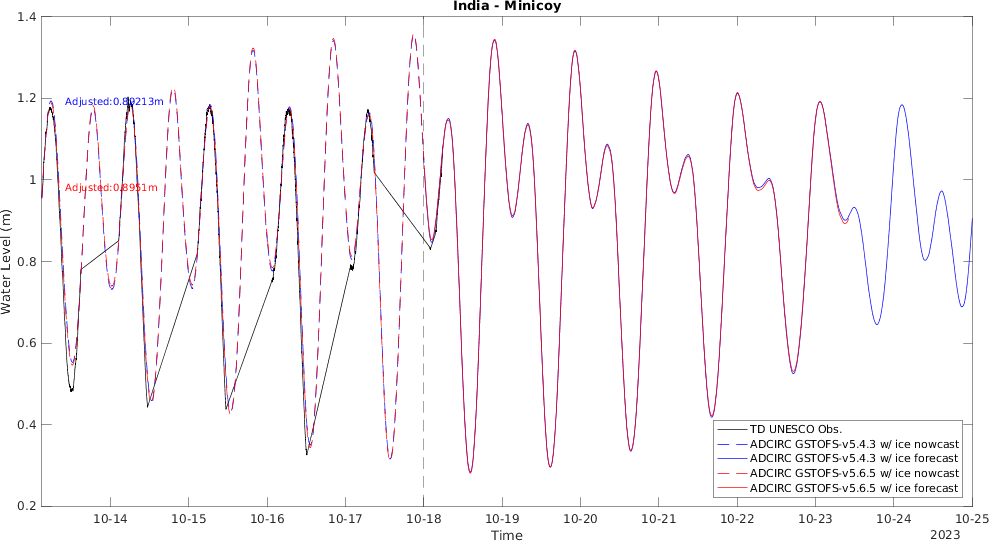 India - Minicoy
Water Level (m)
1.4
1.2
1
0.8
0.6
0.4
0.2
Adjusted:0.89213m
Adjusted:0.8951m
TD UNESCO Obs.
ADCIRC GSTOFS-v5.4.3 w/ ice nowcast
ADCIRC GSTOFS-v5.4.3 w/ ice forecast
ADCIRC GSTOFS-v5.6.5 w/ ice nowcast
ADCIRC GSTOFS-v5.6.5 w/ ice forecast
10-14 10-15 10-16 10-17 10-18 10-19 10-20 10-21 10-22 10-23 10-24 10-25
Time
2023